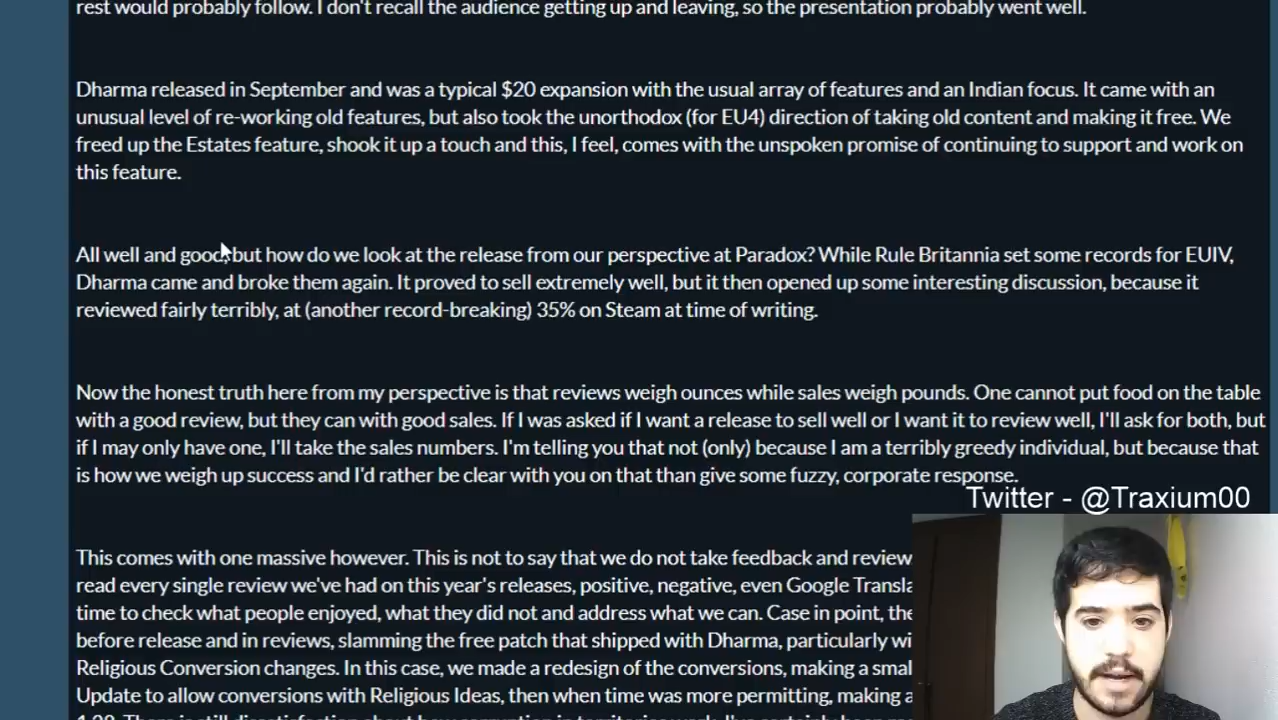 rest would probably follow. I don't recall the audience getting up and leaving, so the presentation probably went well.
Dharma released in September and was a typical $20 expansion with the usual array of features and an Indian focus. It came with an
unusual level of re-working old features, but also took the unorthodox (for EU4) direction of taking old content and making it free. We
freed up the Estates feature, shook it up a touch and this, I feel, comes with the unspoken promise of continuing to support and work on
this feature.
All well and good, but how do we look at the release from our perspective at Paradox? While Rule Britannia set some records for EUIV,
Dharma came and broke them again. It proved to sell extremely well, but it then opened up some interesting discussion, because it
reviewed fairly terribly, at (another record-breaking) 35% on Steam at time of writing.
Now the honest truth here from my perspective is that reviews weigh ounces while sales weigh pounds. One cannot put food on the table
with a good review, but they can with good sales. If I was asked if I want a release to sell well or I want it to review well, I'll ask for both, but
if I may only have one, I'll take the sales numbers. I'm telling you that not (only) because I am a terribly greedy individual, but because that
is how we weigh up success and I'd rather be clear with you on that than give some fuzzy, corporate response.
Twitter - @Traxium00
This comes with one massive however. This is not to say that we do not take feedback and review
read every single review we've had on this year's releases, positive, negative, even Google Transla
time to check what people enjoyed, what they did not and address what we can. Case in point, the
before release and in reviews, slamming the free patch that shipped with Dharma, particularly wi
Religious Conversion changes. In this case, we made a redesign of the conversions, making a smal
Update to allow conversions with Religious Ideas, then when time was more permitting, making a